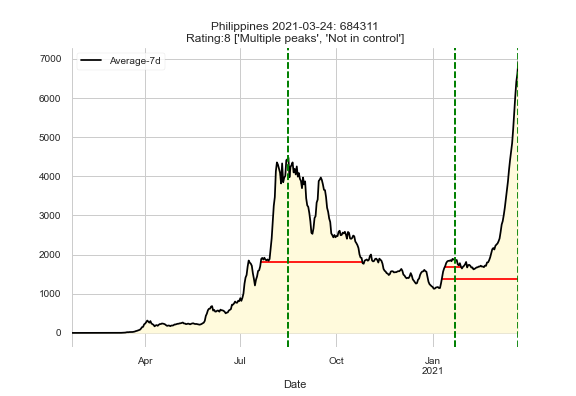 Philippines 2021-03-24: 684311
Rating:8 ['Multiple peaks', 'Not in control']
Average-7d
7000
6000
5000
4000
3000
2000
1000
0
Apr
Jul
Oct
Jan
2021
Date